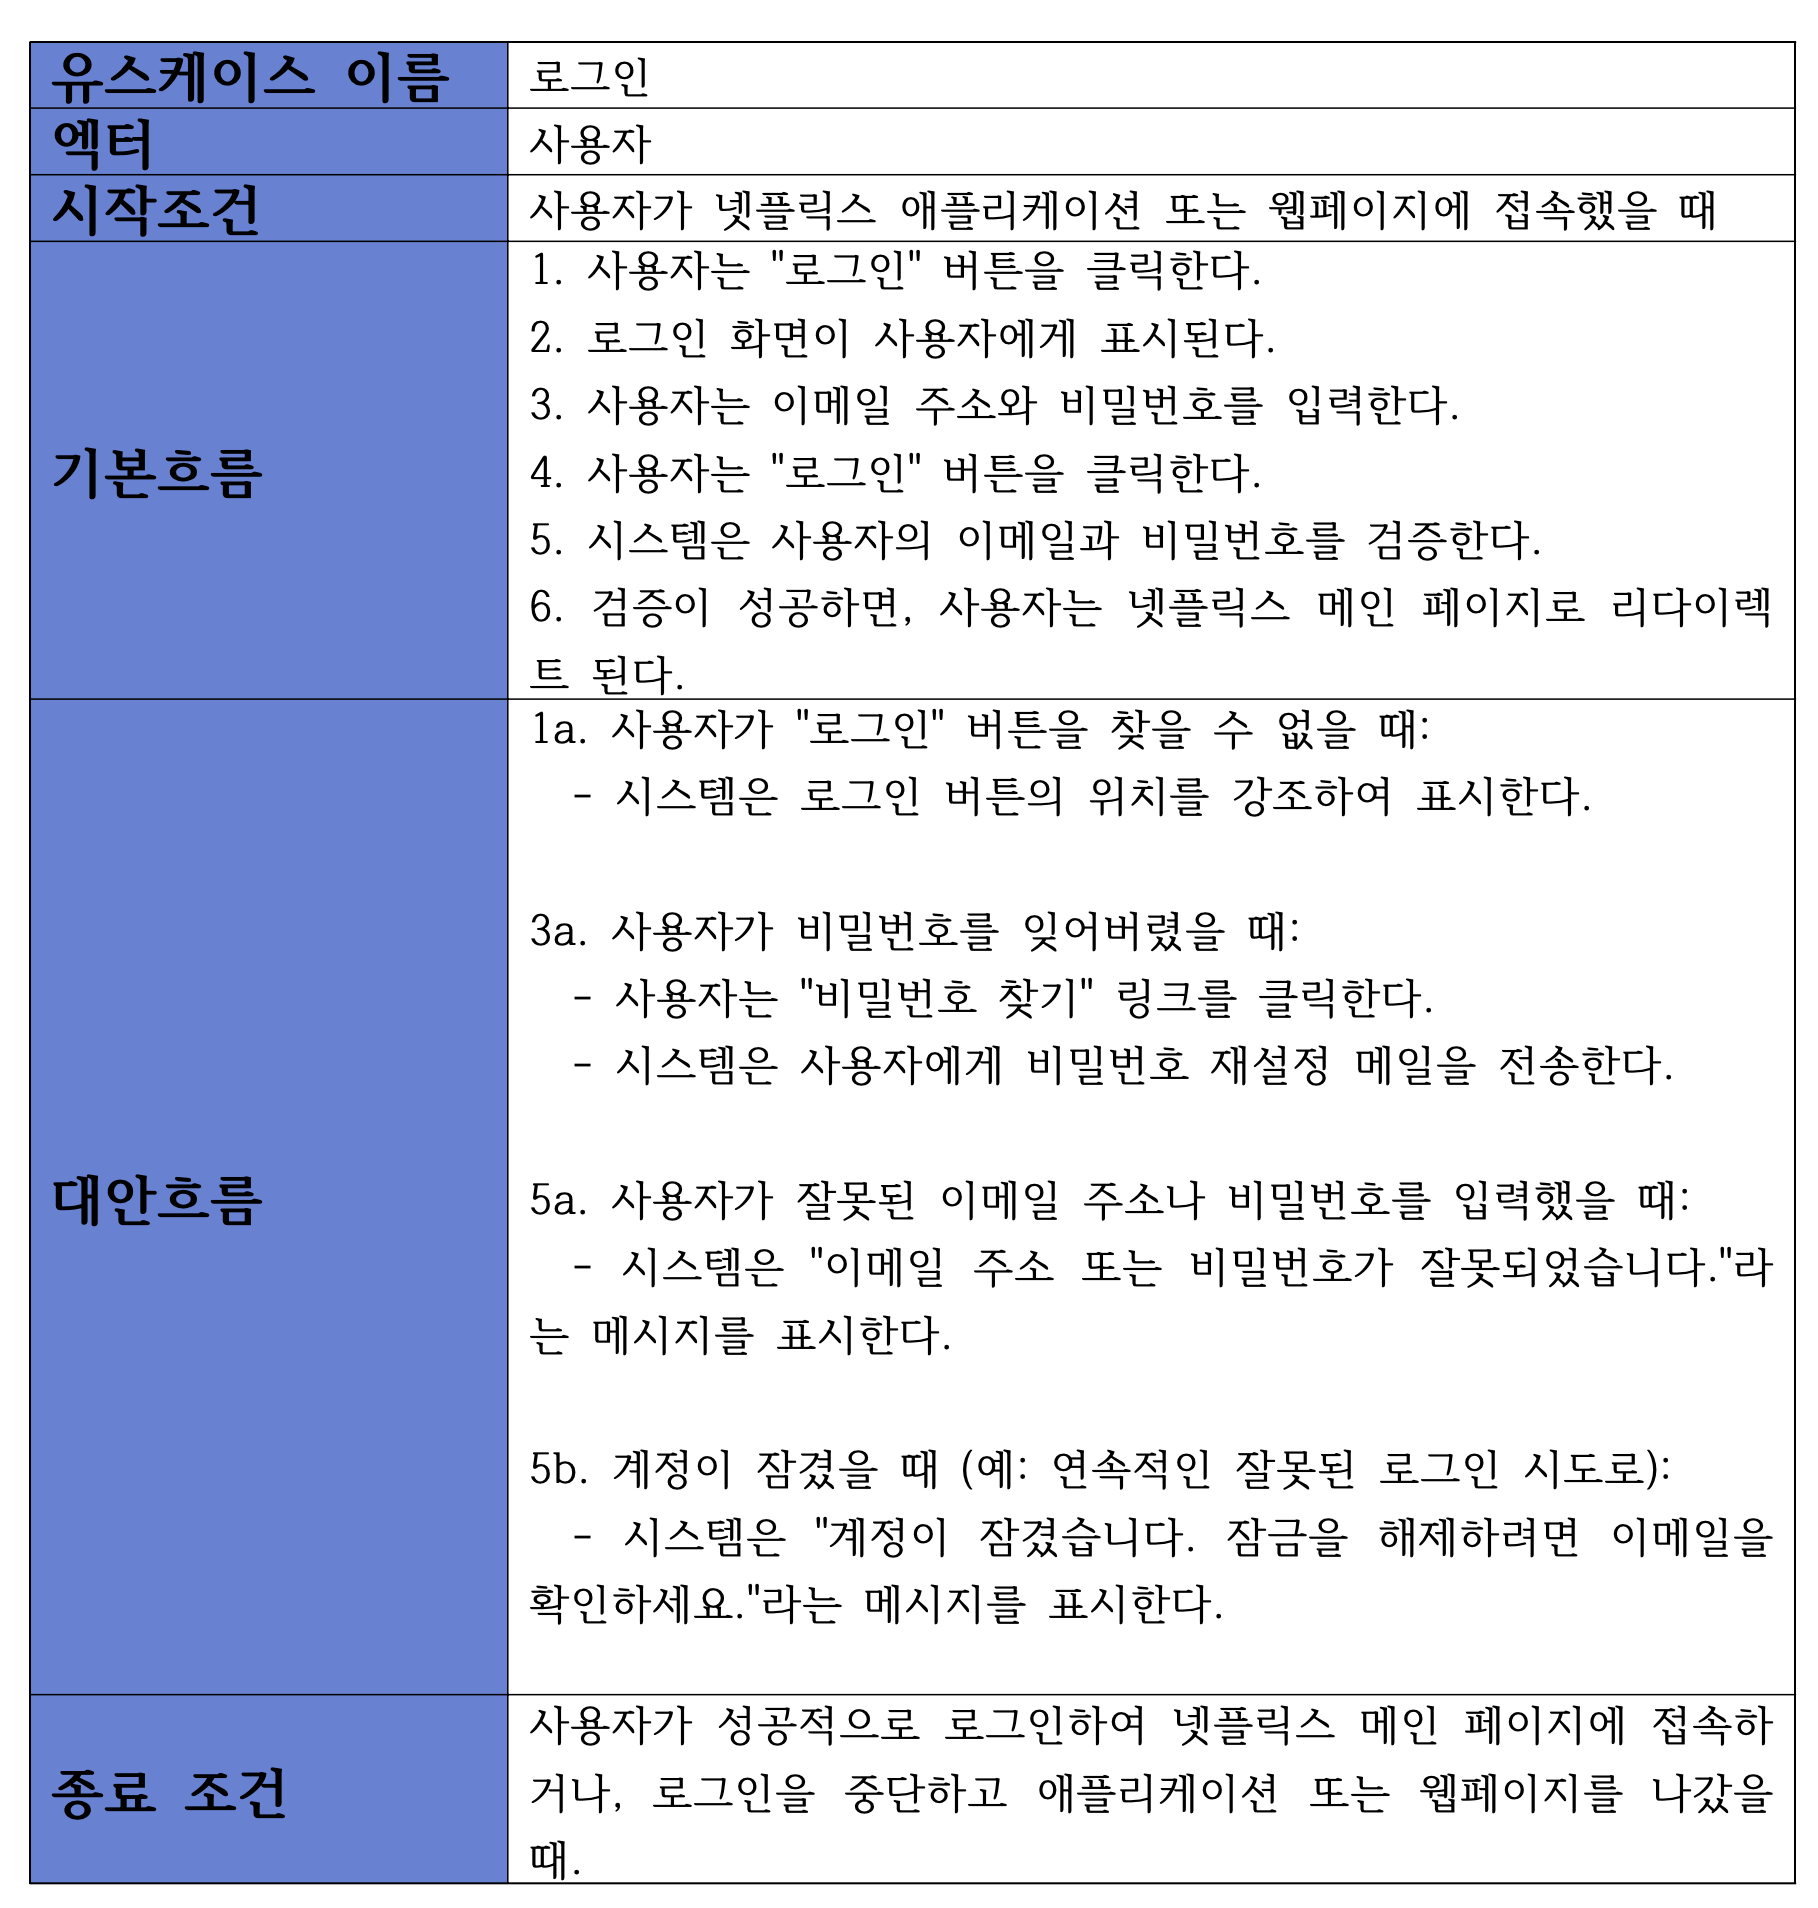 유스케이스 이름
로그인
엑터
사용자
시작조건
사용자가 넷플릭스 애플리케이션 또는 웹페이지에 접속했을 때
기본흐름
1. 사용자는 "로그인" 버튼을 클릭한다.
2. 로그인 화면이 사용자에게 표시된다.
3. 사용자는 이메일 주소와 비밀번호를 입력한다.
4. 사용자는 "로그인" 버튼을 클릭한다.
5. 시스템은 사용자의 이메일과 비밀번호를 검증한다.
6. 검증이 성공하면, 사용자는 넷플릭스 메인 페이지로 리다이렉
트 된다.
대안흐름
1a. 사용자가 "로그인" 버튼을 찾을 수 없을 때:
- 시스템은 로그인 버튼의 위치를 강조하여 표시한다.
3a. 사용자가 비밀번호를 잊어버렸을 때:
- 사용자는 "비밀번호 찾기" 링크를 클릭한다.
- 시스템은 사용자에게 비밀번호 재설정 메일을 전송한다.
5a. 사용자가 잘못된 이메일 주소나 비밀번호를 입력했을 때:
- 시스템은 "이메일 주소 또는 비밀번호가 잘못되었습니다."라
는 메시지를 표시한다.
5b. 계정이 잠겼을 때 (예: 연속적인 잘못된 로그인 시도로):
- 시스템은 "계정이 잠겼습니다. 잠금을 해제하려면 이메일을
확인하세요."라는 메시지를 표시한다.
종료 조건
사용자가 성공적으로 로그인하여 넷플릭스 메인 페이지에 접속하
거나, 로그인을 중단하고 애플리케이션 또는 웹페이지를 나갔을
때.